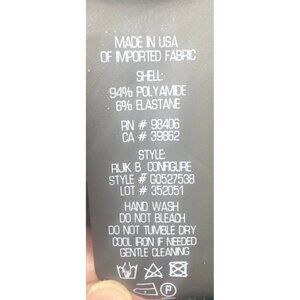 MADE IN USA
OF IMPORTED FABRIC
SHELL:
94% POLYAMIDE
6% ELASTANE
RN # 98406
CA # 39862
STYLE:
RIJIK B CONFIGURE
STYLE # G0527538
LOT # 352051
HAND WASH
DO NOT BLEACH
DO NOT TUMBLE DRY
COOL IRON IF NEEDED
GENTLE CLEANING